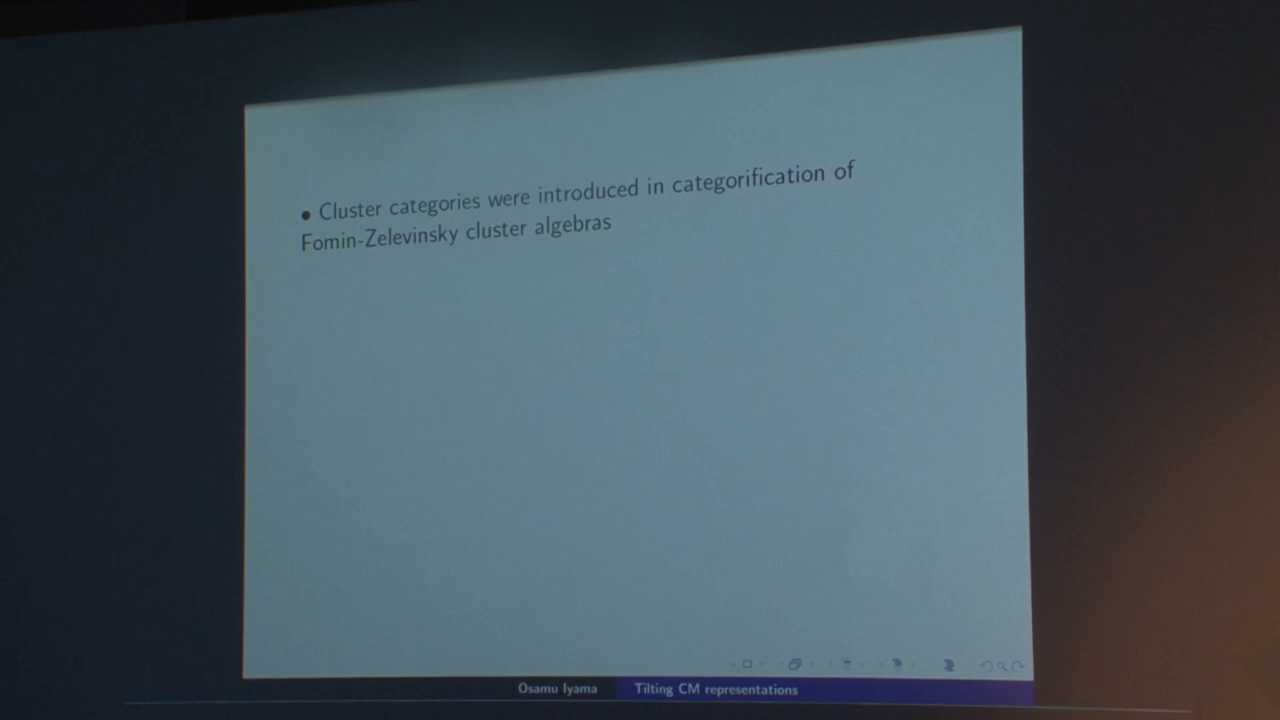 • Cluster categories were introduced in categorification of
Fomin-Zelevinsky cluster algebras
Osamu Iyama
Tilting CM representations